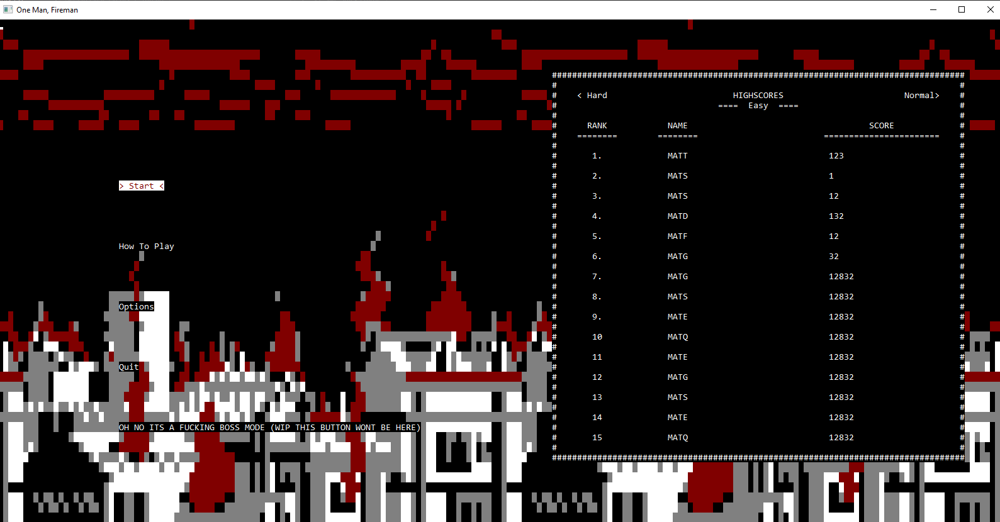 One Man, Fireman
> Start <
How To Play
Options
Quit
OH NO ITS A FUCKING BOSS MODE (WIP THIS BUTTON WONT BE HERE)
##################################################################################
< Hard HIGHSCORES Normal>
==== Easy ====
RANK NAME SCORE
======== ======== =======================
1. MATT 123
2. MATS 1
3. MATS 12
4. MATD 132
5. MATF 12
6. MATG 32
7. MATG 12832
8. MATS 12832
9. MATE 12832
10 MATQ 12832
11 MATE 12832
12 MATG 12832
13 MATS 12832
14 MATE 12832
15 MATQ 12832
##################################################################################